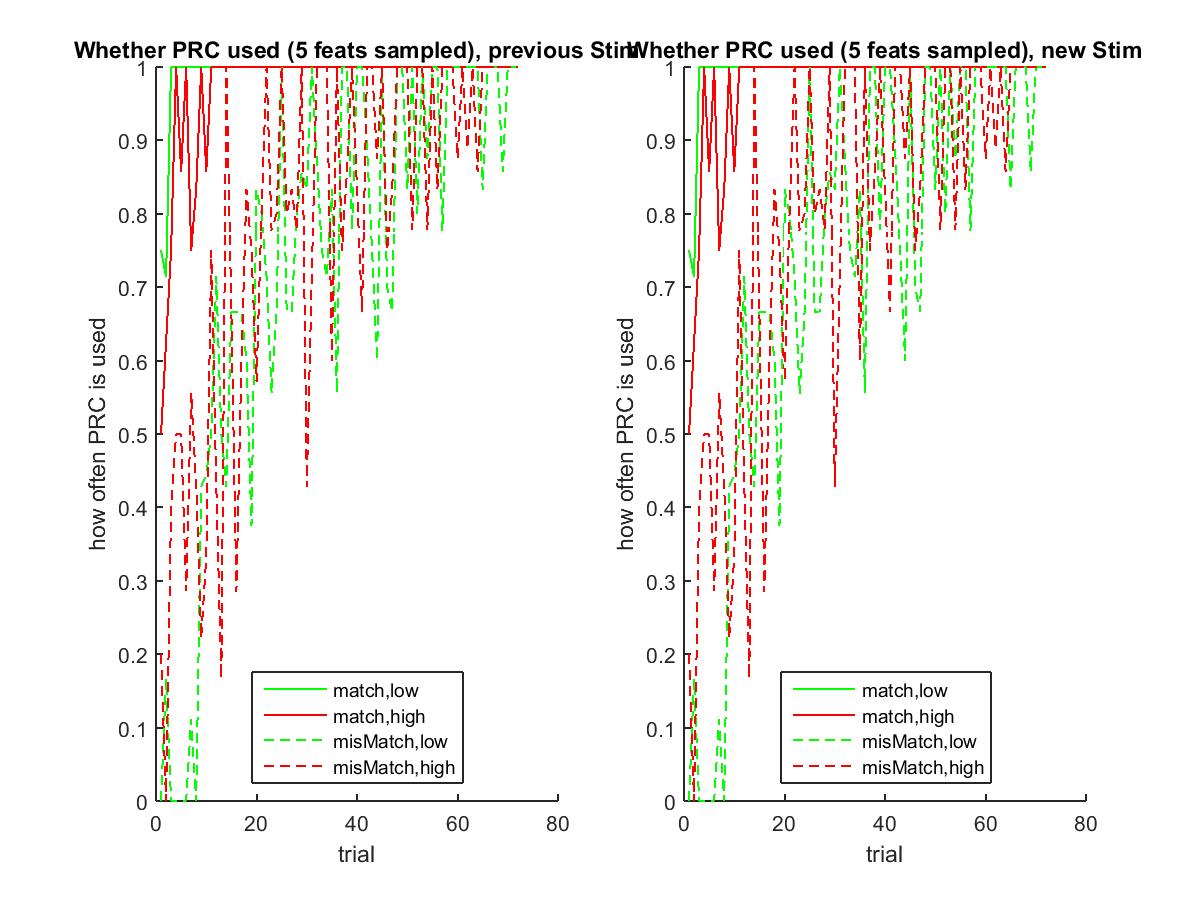 Whether PRC used (5 feats sampled), previous Stim
how often PRC is used
1
0.9
0.8
0.7
0.6
0.5
0.4
0.3
0.2
0.1
0
match,low
match,high
misMatch,low
misMatch,high
0 20 40 60 80
trial
Whether PRC used (5 feats sampled), new Stim
how often PRC is used
1
0.9
0.8
0.7
0.6
0.5
0.4
0.3
0.2
0.1
0
match,low
match,high
misMatch,low
misMatch,high
0 20 40 60 80
trial